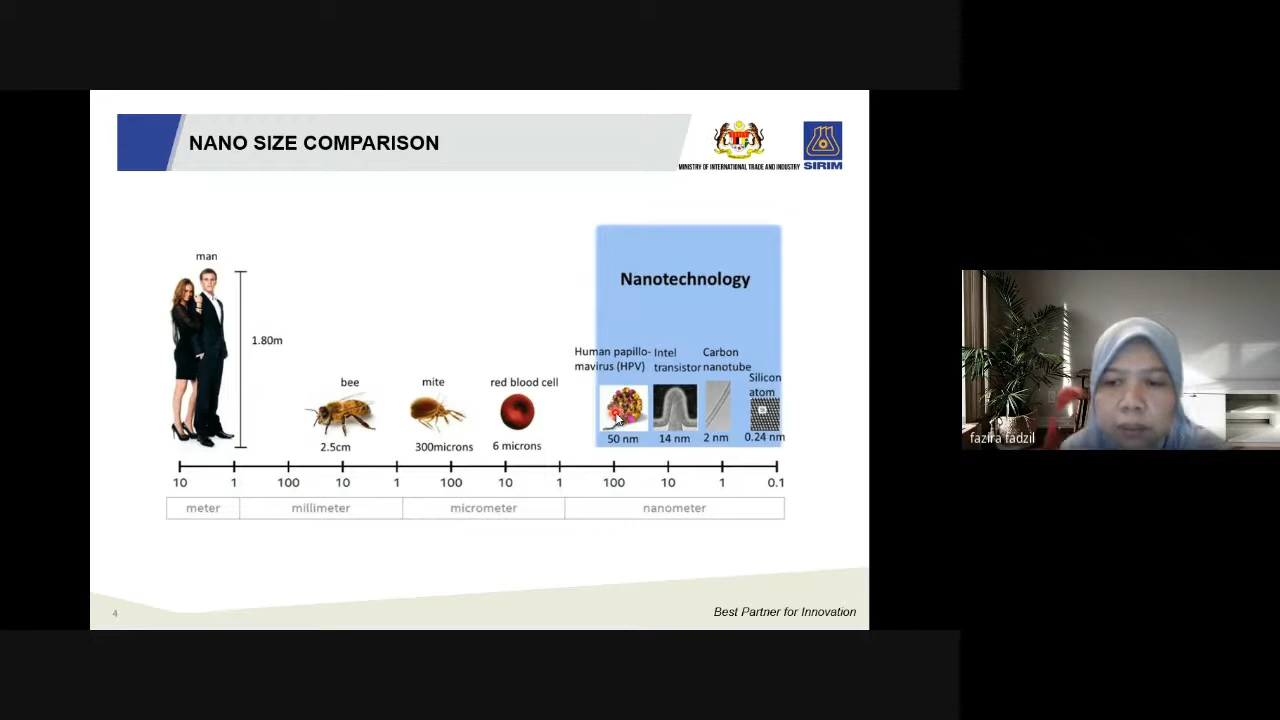 NANO SIZE COMPARISON
MINISTRY OF INTERNATIONAL TRADE AND INDUSTRY
SIRIM
man
1.80m
bee
2.5cm
mite
300microns
red blood cell
6 microns
Nanotechnology
Human papillo-
mavirus (HPV)
50 nm
Intel
transistor
14 nm
Carbon
nanotube
2 nm
Silicon
atom
0.24 nm
10 1 100 10 1 100 10 1 100 10 1 0.1
meter millimeter micrometer nanometer
4
Best Partner for Innovation
fazira fadzil